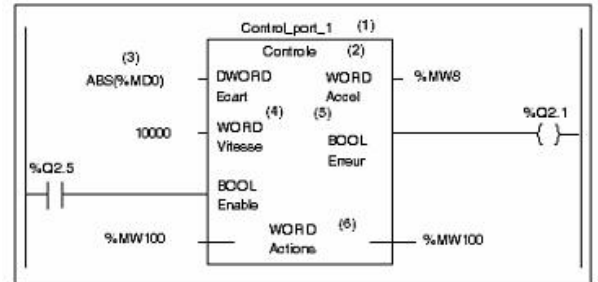 Control_port_1 (1)
Controle (2)
(3)
ABS(%MD0) DWORD WORD %MW8
Ecart Accel
(4) (5)
10000 WORD BOOL %Q2.1
Vitesse Erreur
%Q2.5
BOOL
Enable
%MW100 WORD (6) %MW100
Actions